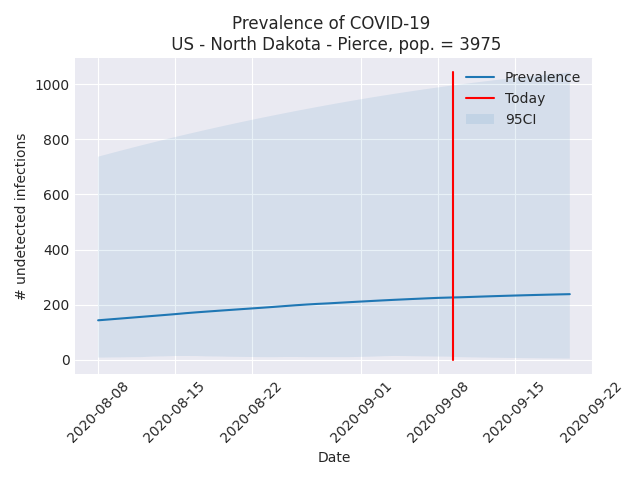 Prevalence of COVID-19
US - North Dakota - Pierce, pop. = 3975
Prevalence
Today
95CI
1000
800
600
400
200
0
# undetected infections
2020-08-08
2020-08-15
2020-08-22
2020-09-01
2020-09-08
2020-09-15
2020-09-22
Date